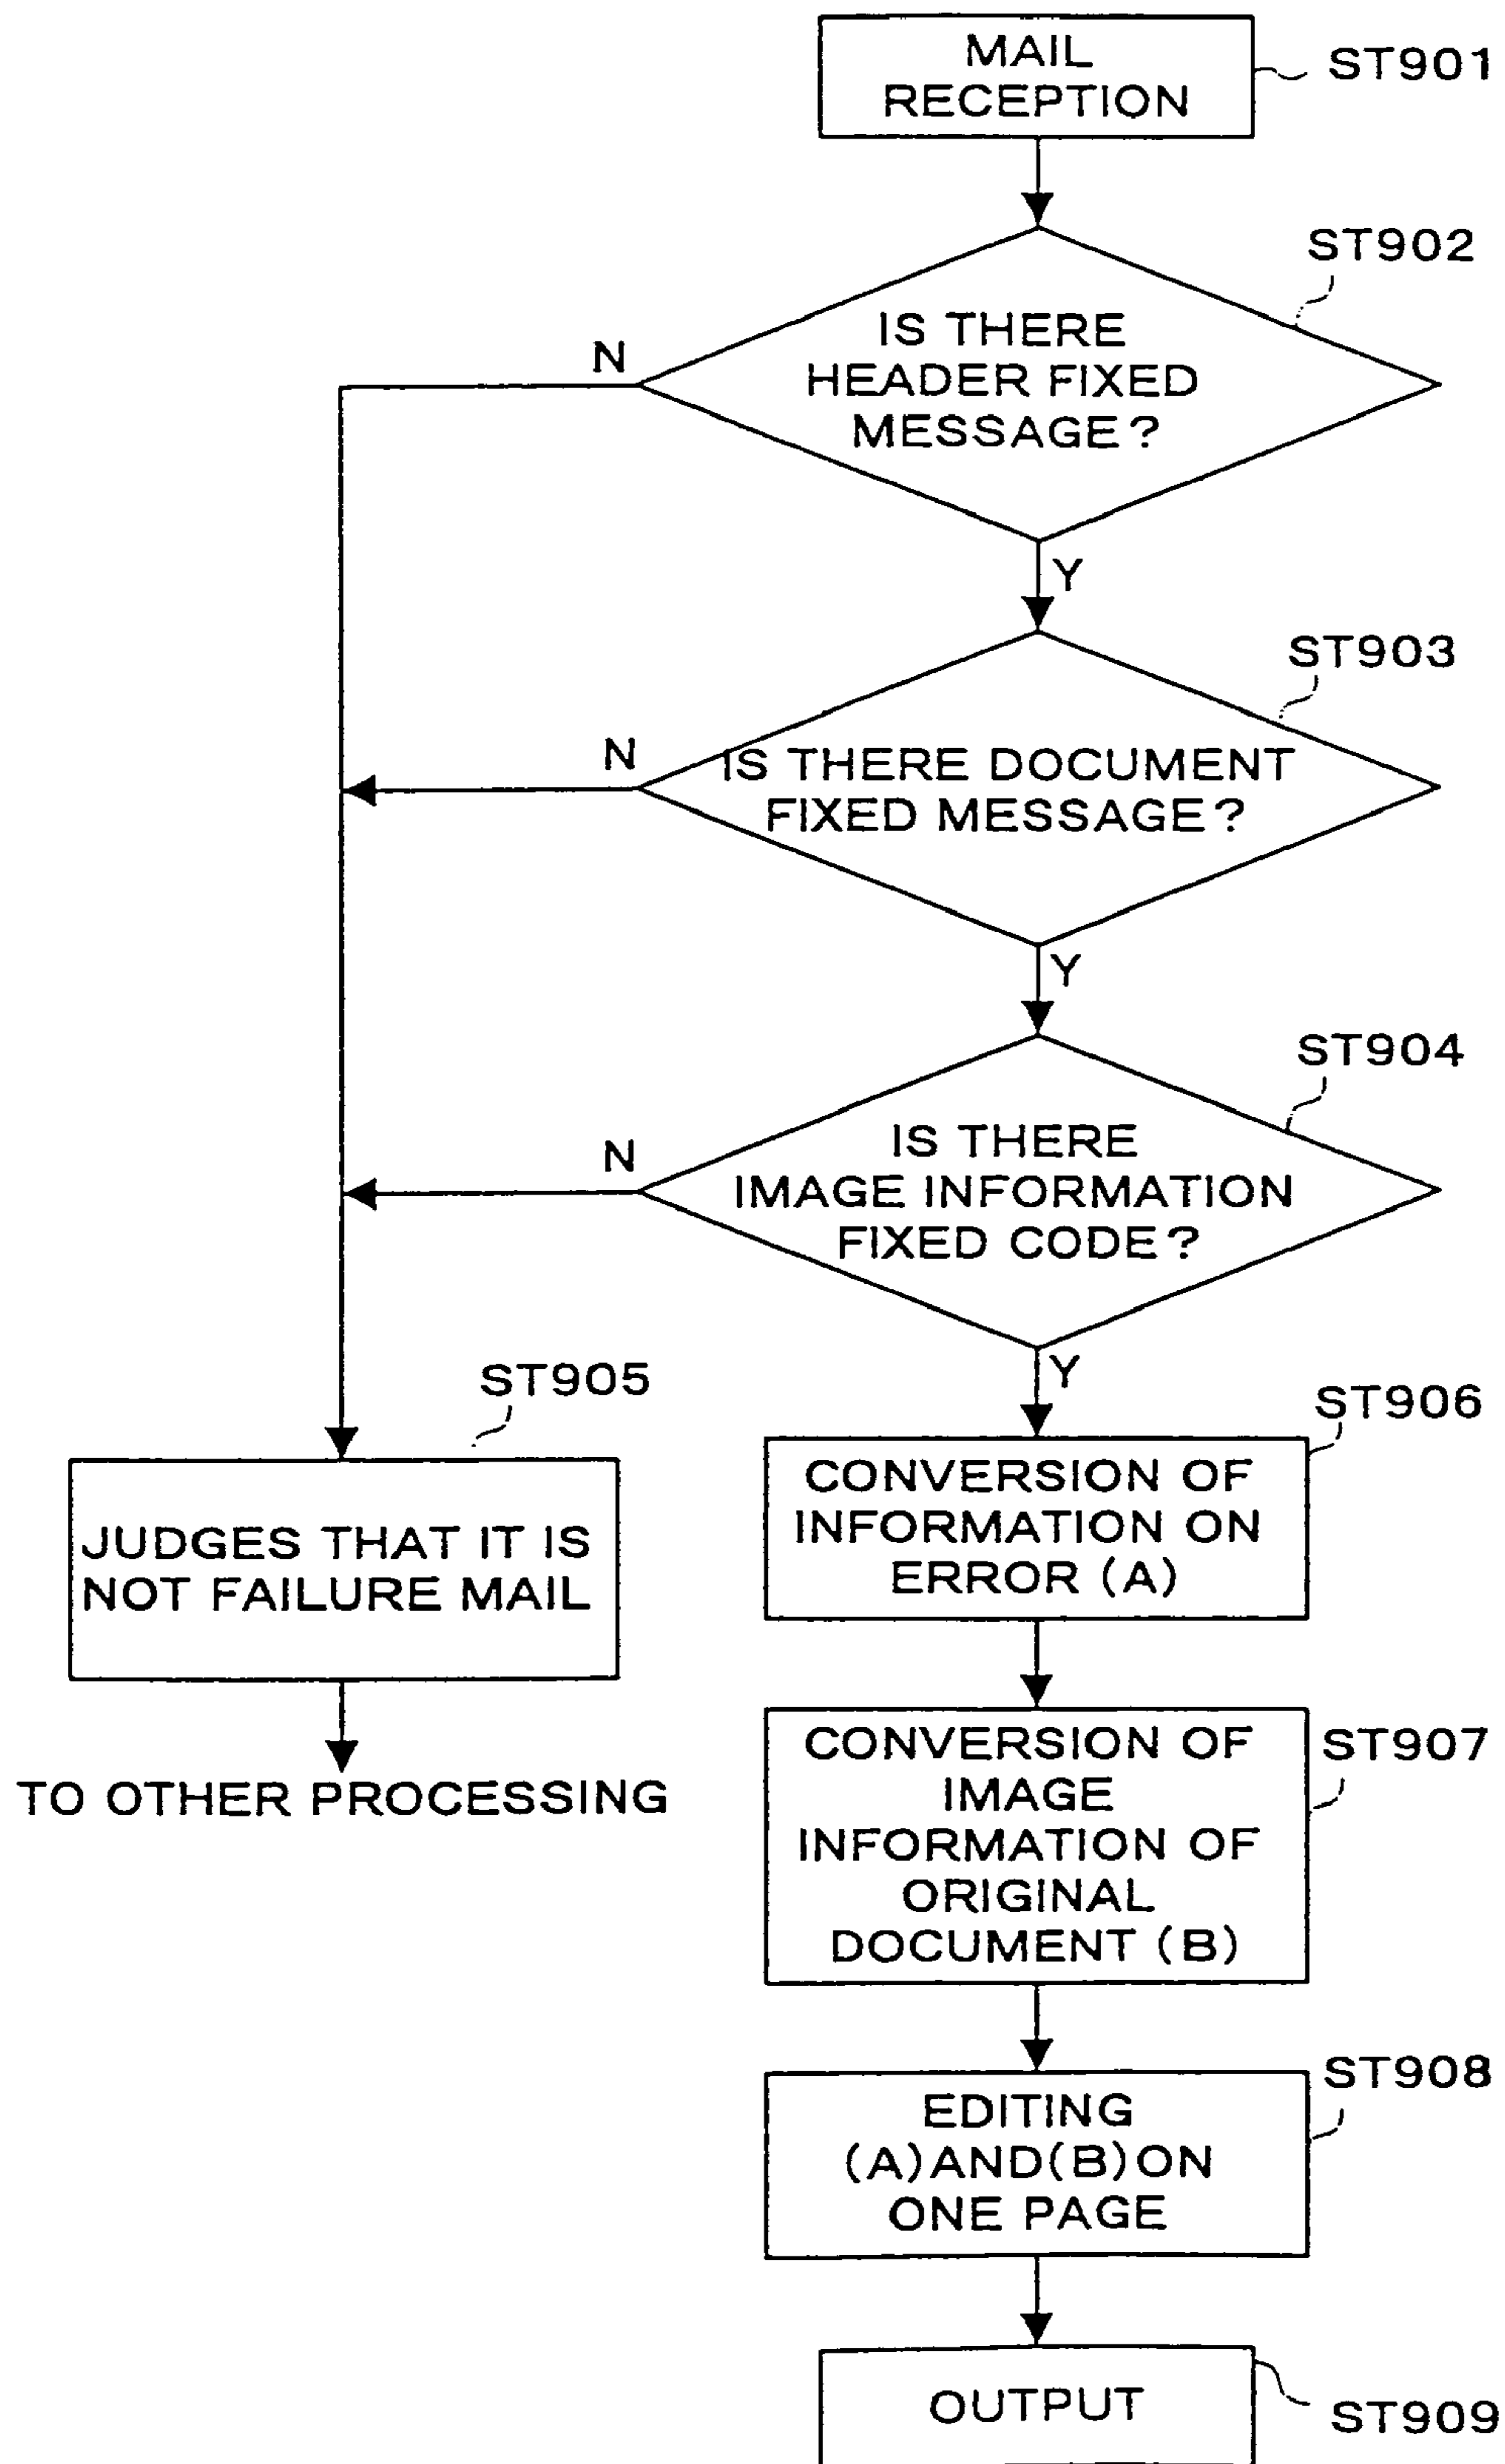 MAIL
RECEPTION
ST901
ST902
IS THERE
HEADER FIXED
MESSAGE?
N
Y
ST903
IS THERE DOCUMENT
FIXED MESSAGE?
N
Y
ST904
IS THERE
IMAGE INFORMATION
FIXED CODE?
N
Y
ST905
JUDGES THAT IT IS
NOT FAILURE MAIL
TO OTHER PROCESSING
ST906
CONVERSION OF
INFORMATION ON
ERROR (A)
ST907
CONVERSION OF
IMAGE
INFORMATION OF
ORIGINAL
DOCUMENT (B)
ST908
EDITING
(A)AND(B)ON
ONE PAGE
OUTPUT
ST909